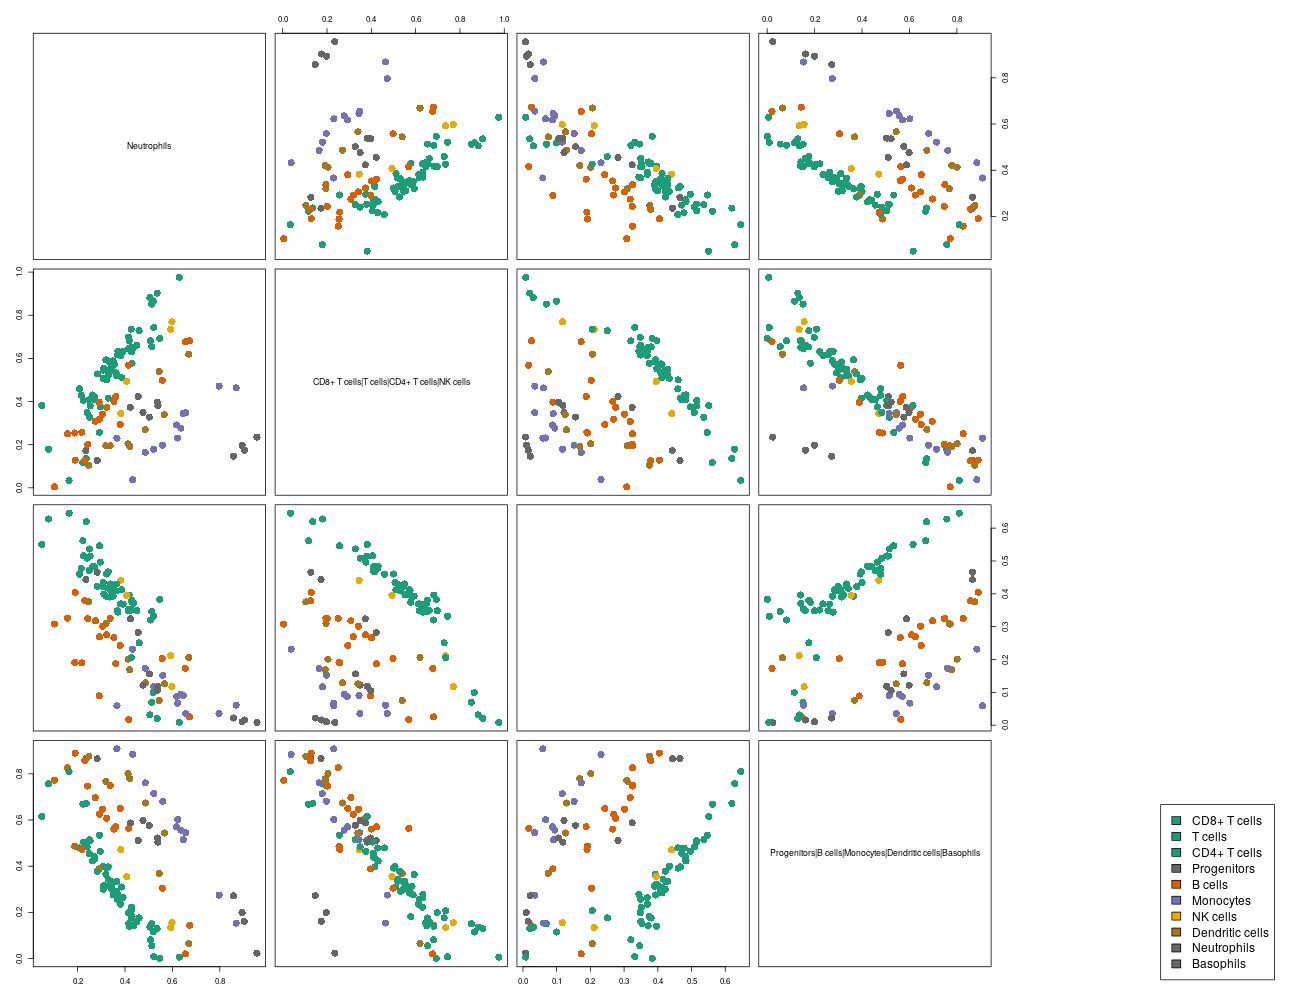 0.0 0.2 0.4 0.6 0.8 1.0
0.0 0.2 0.4 0.6 0.8
Neutrophils
0.2 0.4 0.6 0.8
0.0 0.2 0.4 0.6 0.8 1.0
CD8+ T cells|T cells|CD4+ T cells|NK cells
0.0 0.1 0.2 0.3 0.4 0.5 0.6
0.0 0.2 0.4 0.6 0.8
Progenitors|B cells|Monocytes|Dendritic cells|Basophils
0.2 0.4 0.6 0.8
0.0 0.1 0.2 0.3 0.4 0.5 0.6
CD8+ T cells
T cells
CD4+ T cells
Progenitors
B cells
Monocytes
NK cells
Dendritic cells
Neutrophils
Basophils